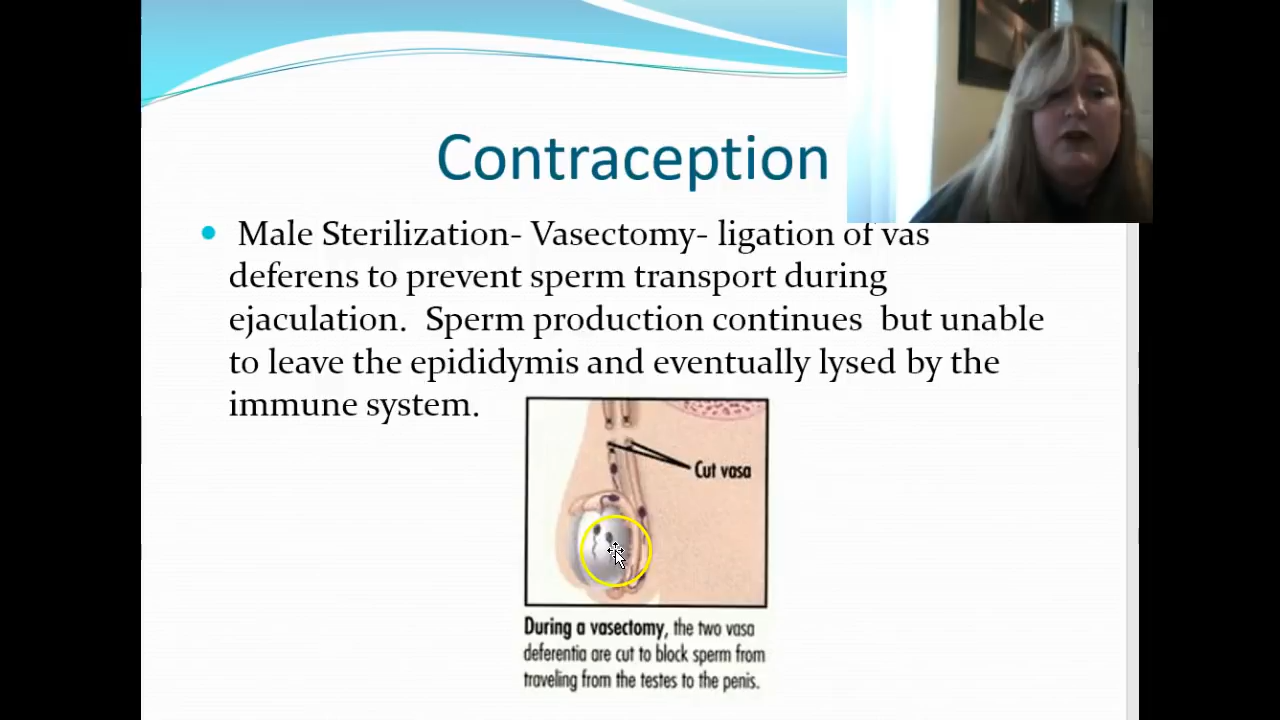 Contraception
Male Sterilization- Vasectomy- ligation of vas
deferens to prevent sperm transport during
ejaculation. Sperm production continues but unable
to leave the epididymis and eventually lysed by the
immune system.
Cut vasa
During a vasectomy, the two vasa
deferentia are cut to block sperm from
traveling from the testes to the penis.